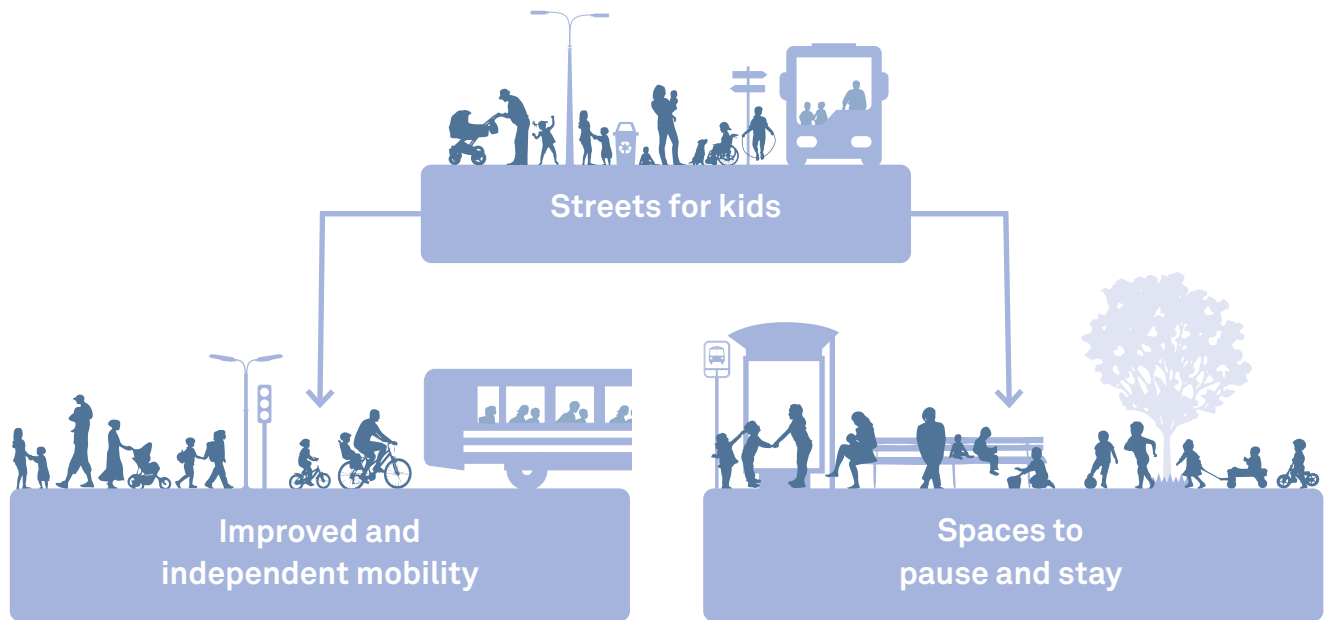 Streets for kids
Improved and
independent mobility
Spaces to
pause and stay